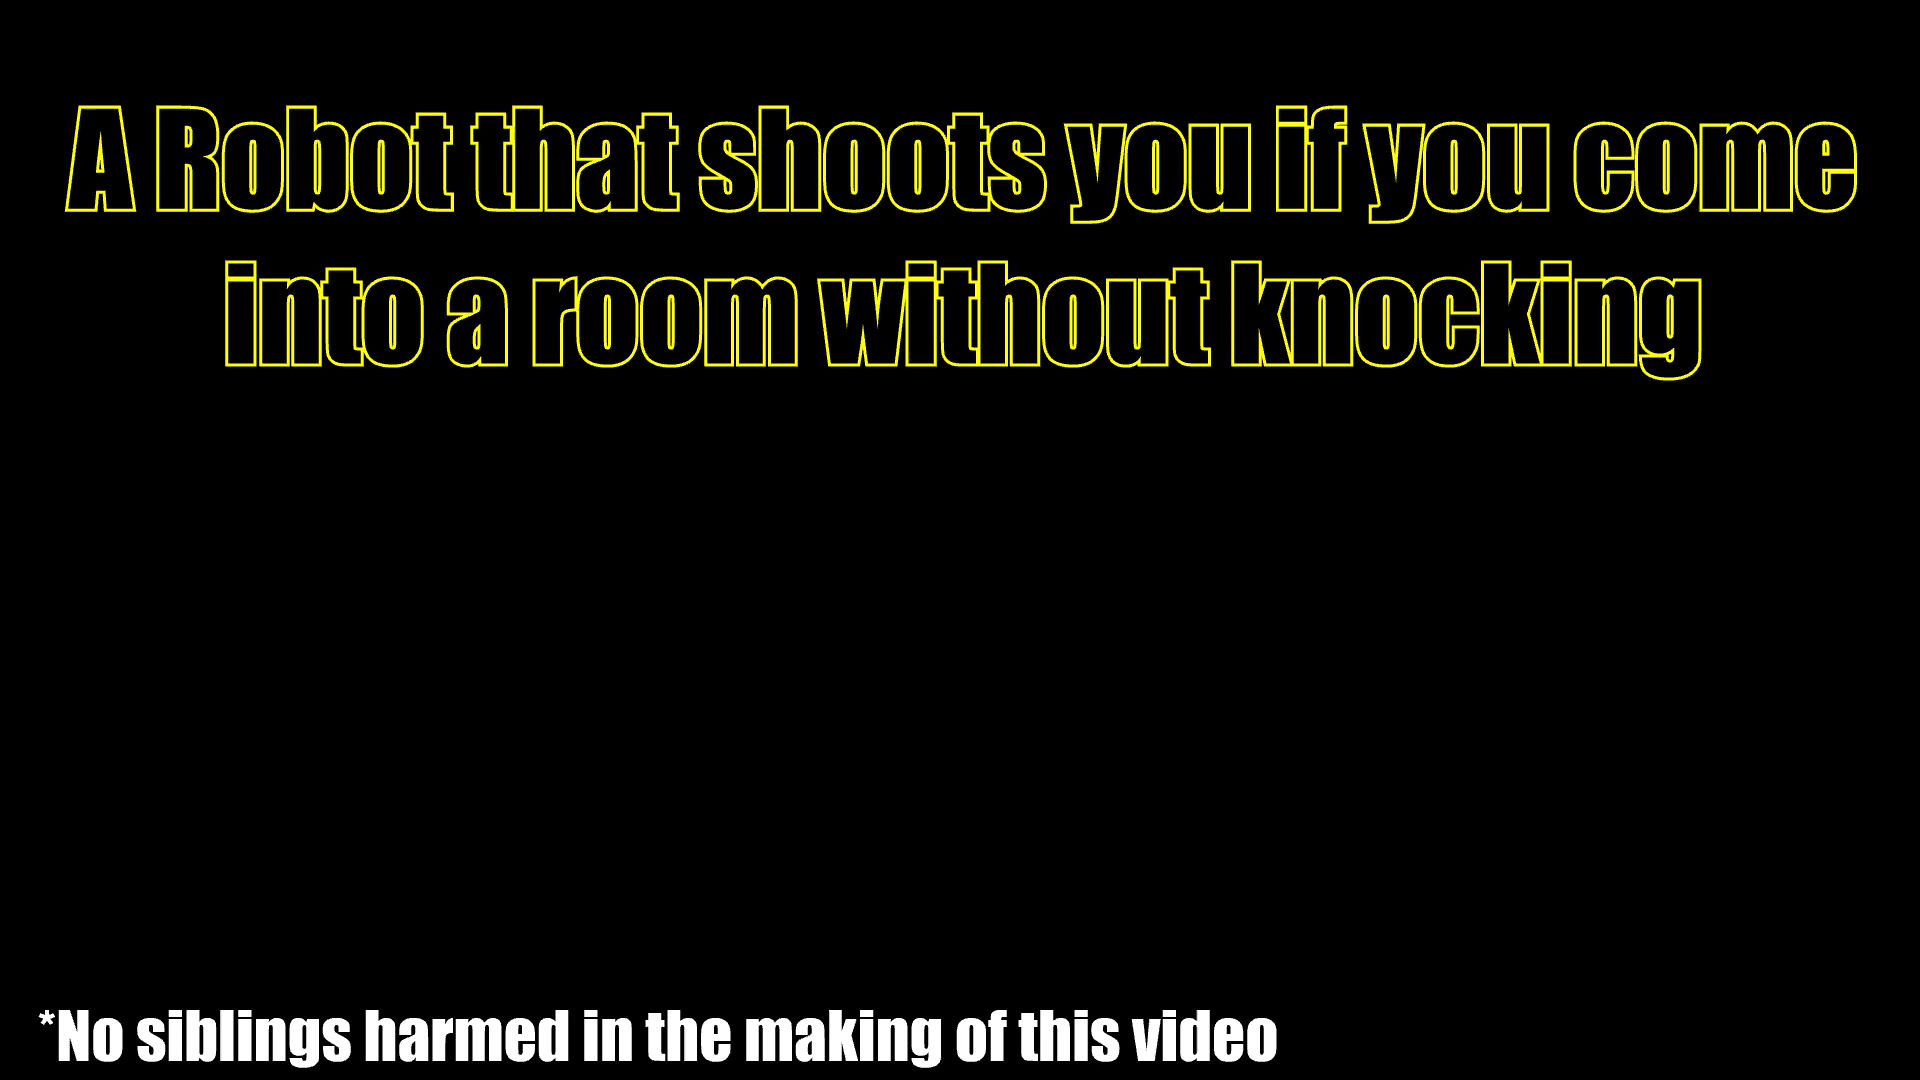 A Robot that shoots you if you come
into a room without knocking
*No siblings harmed in the making of this video